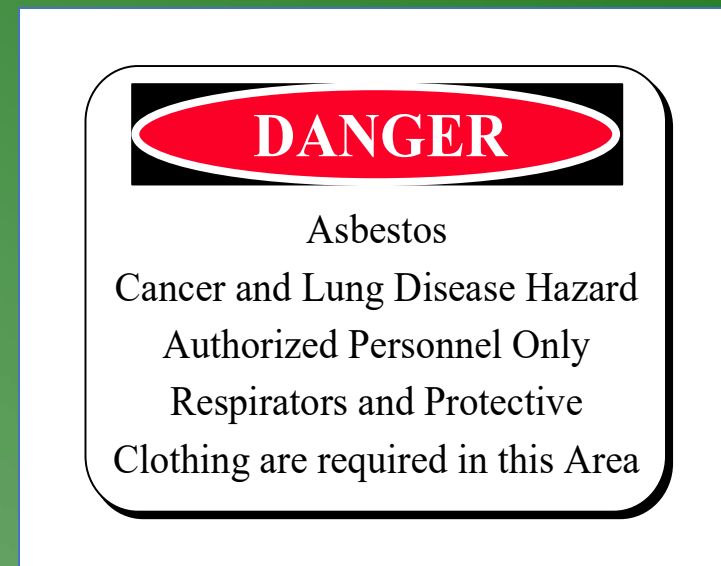 DANGER
Asbestos
Cancer and Lung Disease Hazard
Authorized Personnel Only
Respirators and Protective
Clothing are required in this Area